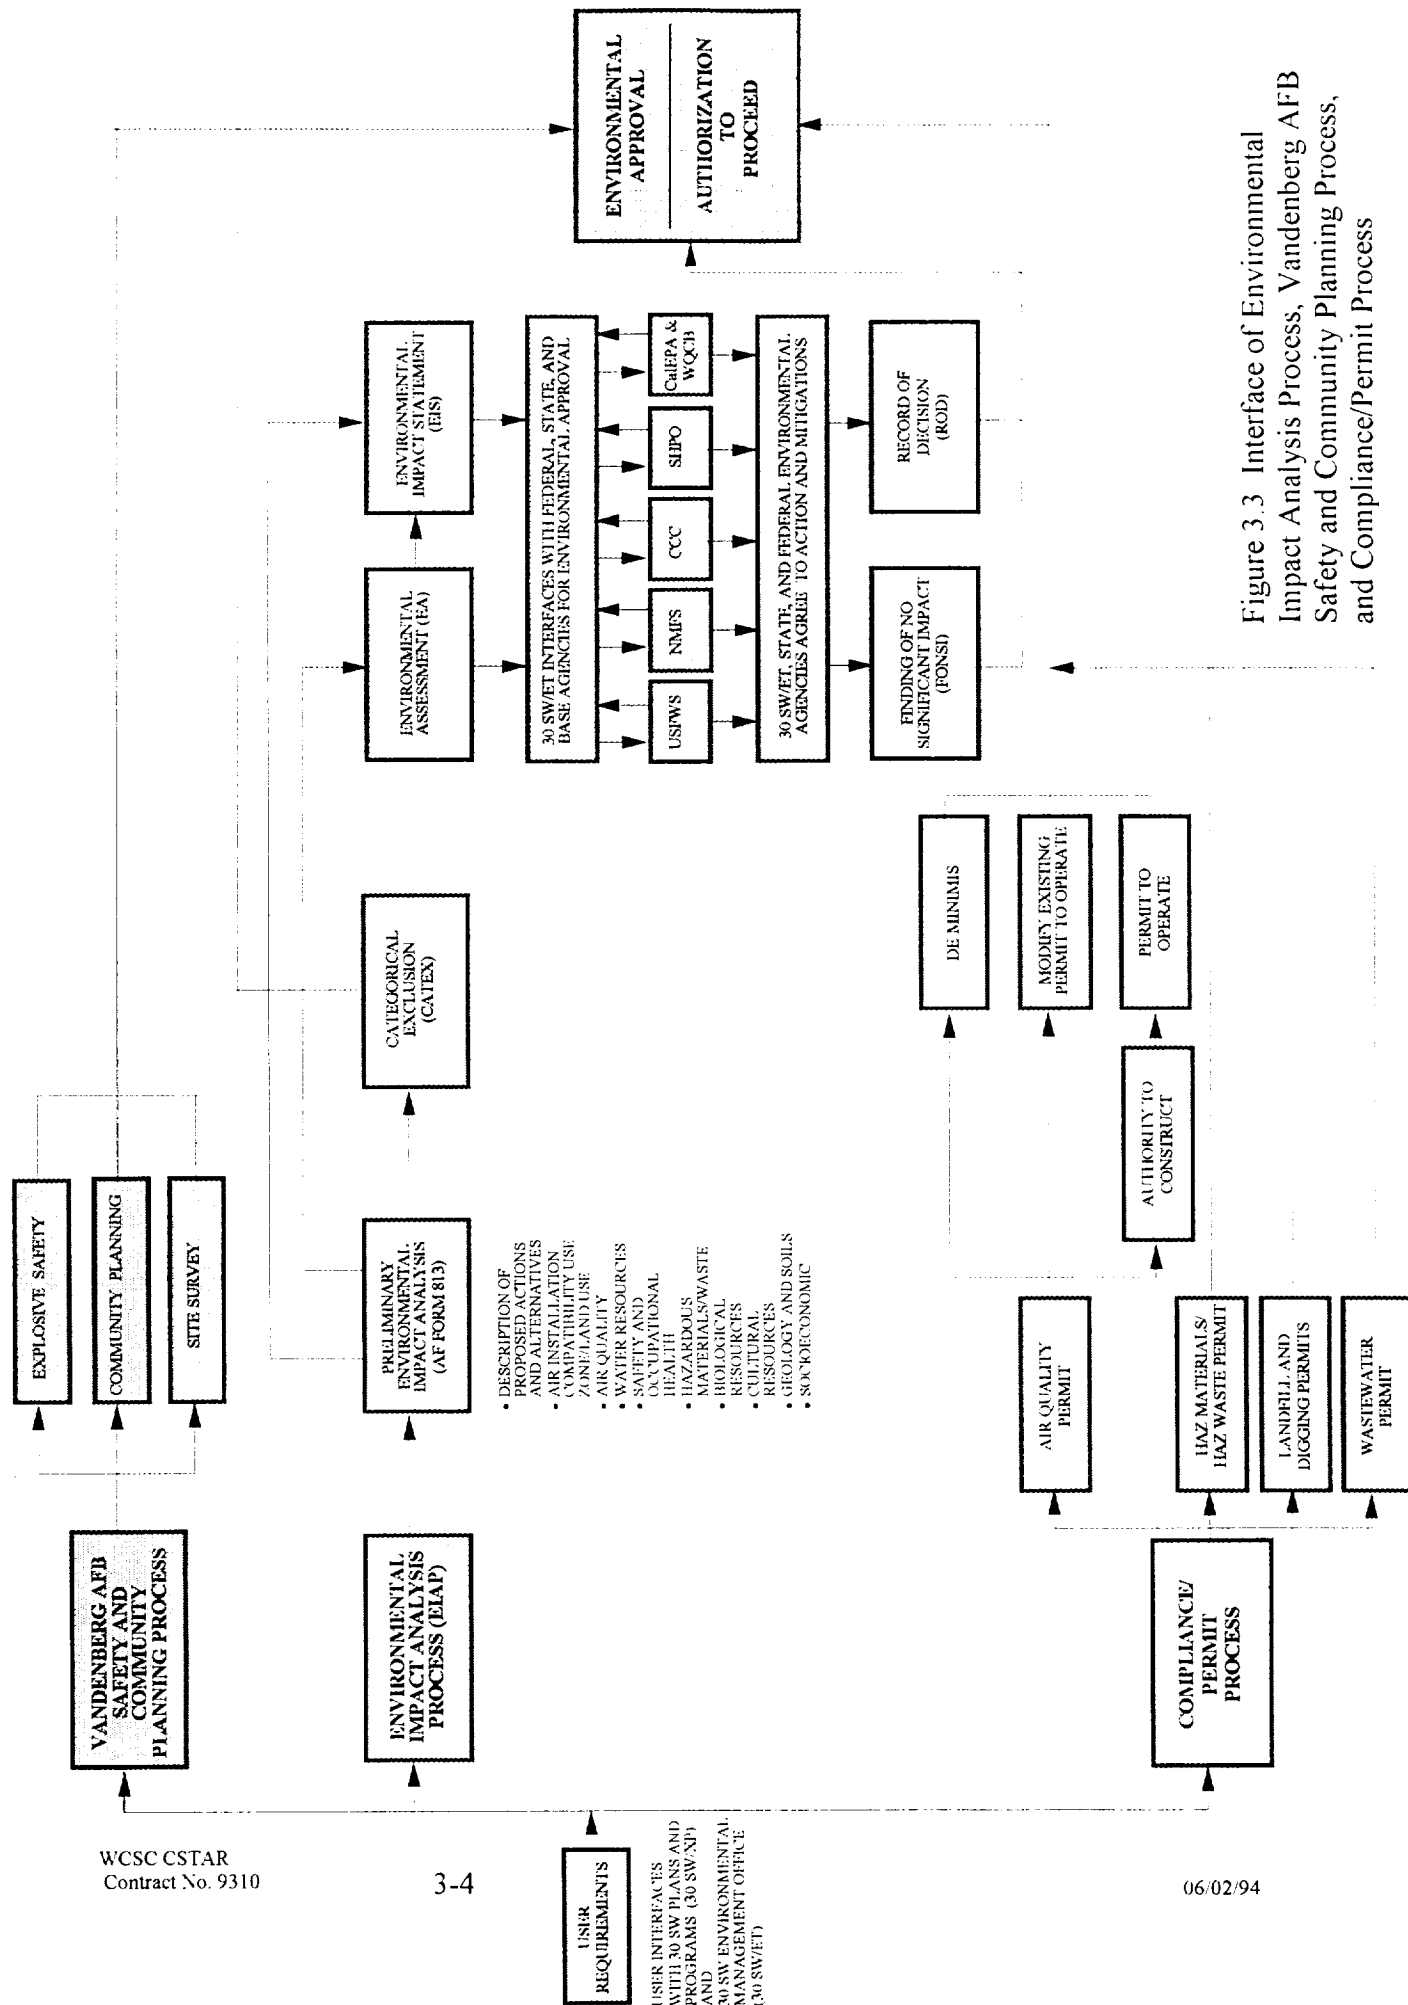 USER
REQUIREMENTS
USER INTERFACES
WITH 30 SW PLANS AND
PROGRAMS (30 SW/XP)
AND
30 SW ENVIRONMENTAL
MANAGEMENT OFFICE
(30 SW/ET)
VANDENBERG AFB
SAFETY AND
COMMUNITY
PLANNING PROCESS
EXPLOSIVE SAFETY
COMMUNITY PLANNING
SITE SURVEY
ENVIRONMENTAL
IMPACT ANALYSIS
PROCESS (EIAP)
PRELIMINARY
ENVIRONMENTAL
IMPACT ANALYSIS
(AF FORM 813)
• DESCRIPTION OF
PROPOSED ACTIONS
AND ALTERNATIVES
• AIR INSTALLATION
COMPATIBILITY USE
ZONE/LAND USE
• AIR QUALITY
• WATER RESOURCES
• SAFETY AND
OCCUPATIONAL
HEALTH
• HAZARDOUS
MATERIALS/WASTE
• BIOLOGICAL
RESOURCES
• CULTURAL
RESOURCES
• GEOLOGY AND SOILS
• SOCIOECONOMIC
CATEGORICAL
EXCLUSION
(CATEX)
ENVIRONMENTAL
ASSESSMENT (EA)
ENVIRONMENTAL
IMPACT STATEMENT
(EIS)
30 SW/ET INTERFACES WITH FEDERAL, STATE, AND
BASE AGENCIES FOR ENVIRONMENTAL APPROVAL
USFWS
NMFS
CCC
SHPO
CalEPA &
WQCB
30 SW/ET, STATE, AND FEDERAL ENVIRONMENTAL
AGENCIES AGREE TO ACTION AND MITIGATIONS
FINDING OF NO
SIGNIFICANT IMPACT
(FONSI)
RECORD OF
DECISION
(ROD)
ENVIRONMENTAL
APPROVAL
AUTHORIZATION
TO
PROCEED
COMPLIANCE/
PERMIT
PROCESS
AIR QUALITY
PERMIT
HAZ MATERIALS/
HAZ WASTE PERMIT
LANDFILL AND
DIGGING PERMITS
WASTEWATER
PERMIT
AUTHORITY TO
CONSTRUCT
DE MINIMIS
MODIFY EXISTING
PERMIT TO OPERATE
PERMIT TO
OPERATE
Figure 3.3 Interface of Environmental
Impact Analysis Process, Vandenberg AFB
Safety and Community Planning Process,
and Compliance/Permit Process
WCSC CSTAR
Contract No. 9310
3-4
06/02/94